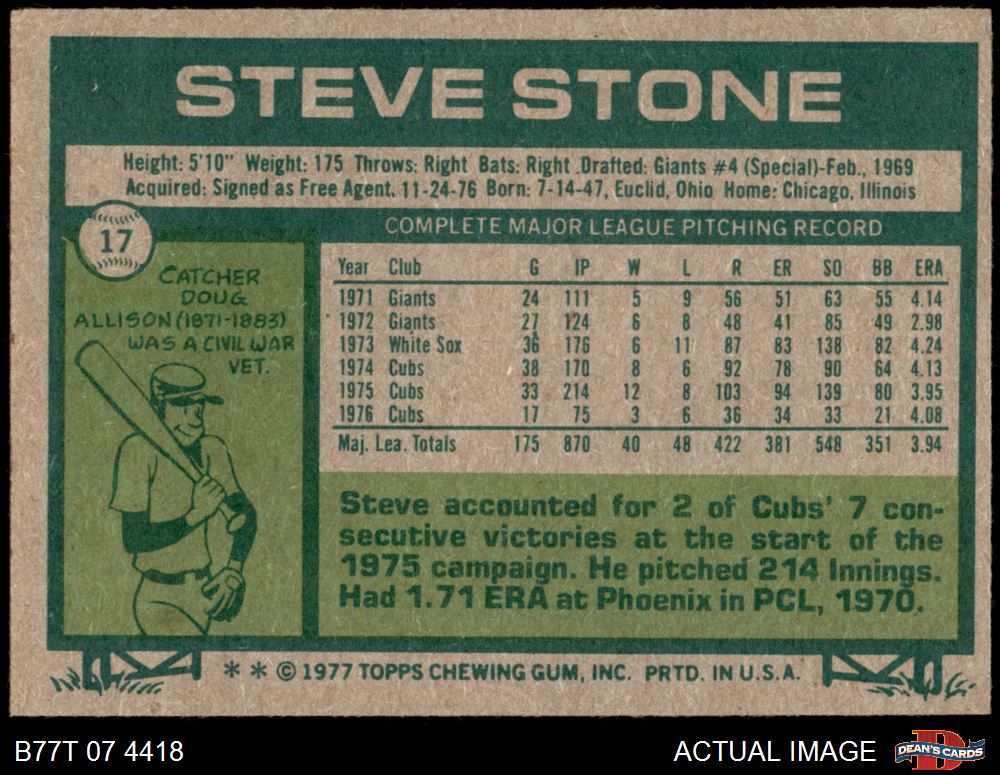 STEVE STONE
Height: 5'10" Weight: 175 Throws: Right Bats: Right Drafted: Giants #4 (Special)-Feb., 1969
Acquired: Signed as Free Agent, 11-24-76 Born: 7-14-47, Euclid, Ohio Home: Chicago, Illinois
17
CATCHER
DOUG
ALLISON (1871-1883)
WAS A CIVIL WAR
VET.
COMPLETE MAJOR LEAGUE PITCHING RECORD
Year Club G IP W L R ER SO BB ERA
1971 Giants 24 111 5 9 56 51 63 55 4.14
1972 Giants 27 124 6 8 48 41 85 49 2.98
1973 White Sox 36 176 6 11 87 83 138 82 4.24
1974 Cubs 38 170 8 6 92 78 90 64 4.13
1975 Cubs 33 214 12 8 103 94 139 80 3.95
1976 Cubs 17 75 3 6 36 34 33 21 4.08
Maj. Lea. Totals 175 870 40 48 422 381 548 351 3.94
Steve accounted for 2 of Cubs' 7 con-
secutive victories at the start of the
1975 campaign. He pitched 214 Innings.
Had 1.71 ERA at Phoenix in PCL, 1970.
* * © 1977 TOPPS CHEWING GUM, INC. PRTD. IN U.S.A.
B77T 07 4418
ACTUAL IMAGE
D
DEAN'S CARDS